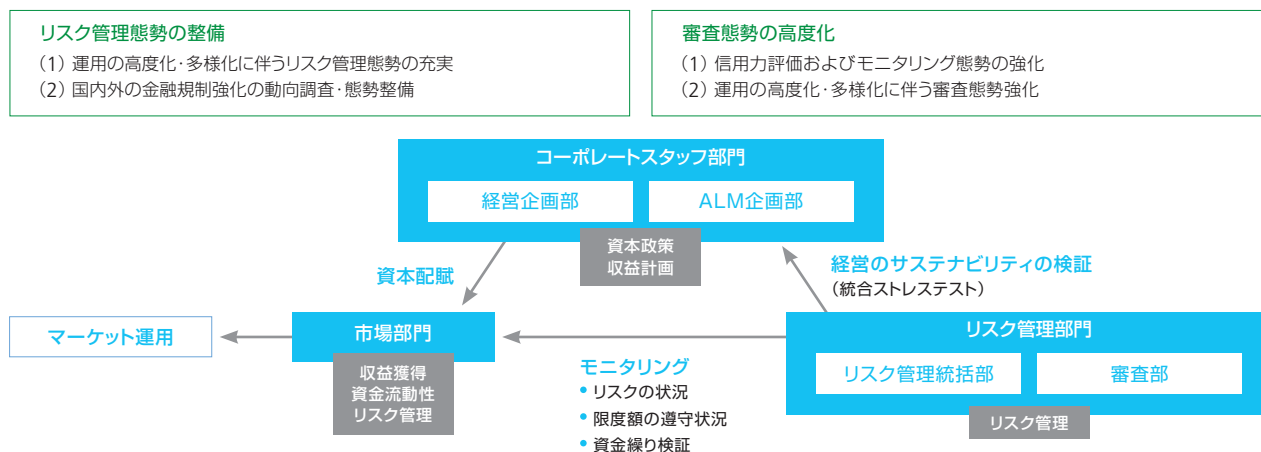 リスク管理態勢の整備
(1) 運用の高度化・多様化に伴うリスク管理態勢の充実
(2) 国内外の金融規制強化の動向調査・態勢整備
審査態勢の高度化
(1) 信用力評価およびモニタリング態勢の強化
(2) 運用の高度化・多様化に伴う審査態勢強化
コーポレートスタッフ部門
経営企画部
ALM企画部
資本政策
収益計画
資本配賦
経営のサステナビリティの検証
(統合ストレステスト)
マーケット運用
市場部門
収益獲得
資金流動性
リスク管理
モニタリング
• リスクの状況
• 限度額の遵守状況
• 資金繰り検証
リスク管理部門
リスク管理統括部
審査部
リスク管理